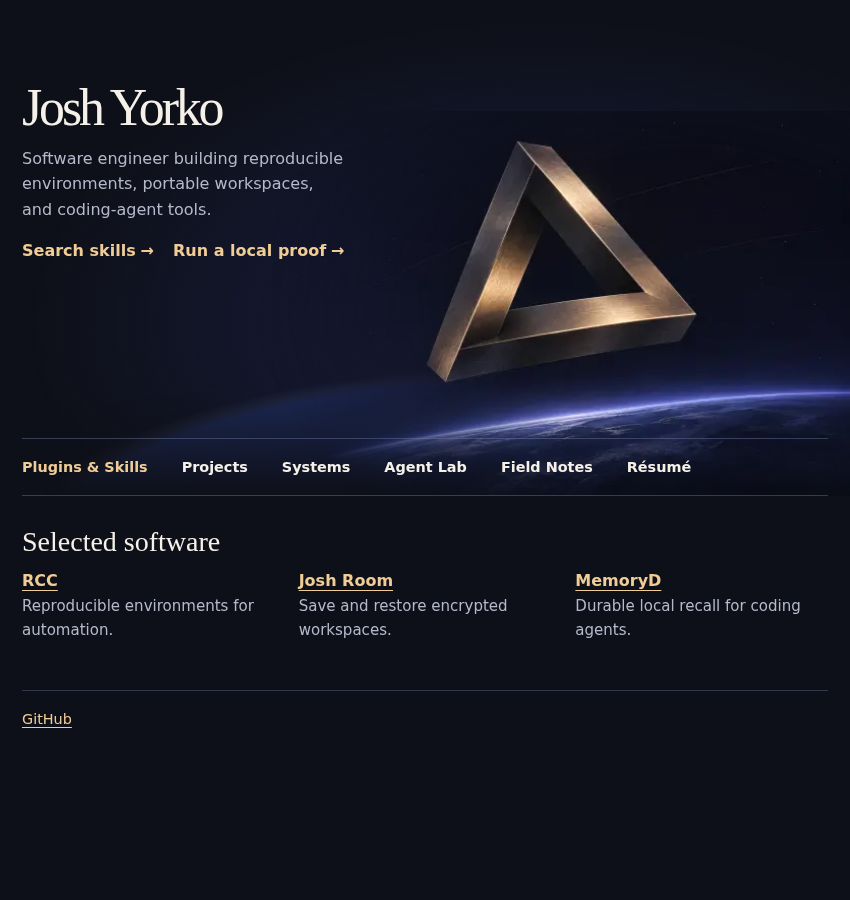 Josh Yorko
Software engineer building reproducible
environments, portable workspaces,
and coding-agent tools.
Search skills → Run a local proof →
Plugins & Skills Projects Systems Agent Lab Field Notes Résumé
Selected software
RCC Josh Room MemoryD
Reproducible environments for
automation.
Save and restore encrypted
workspaces.
Durable local recall for coding
agents.
GitHub